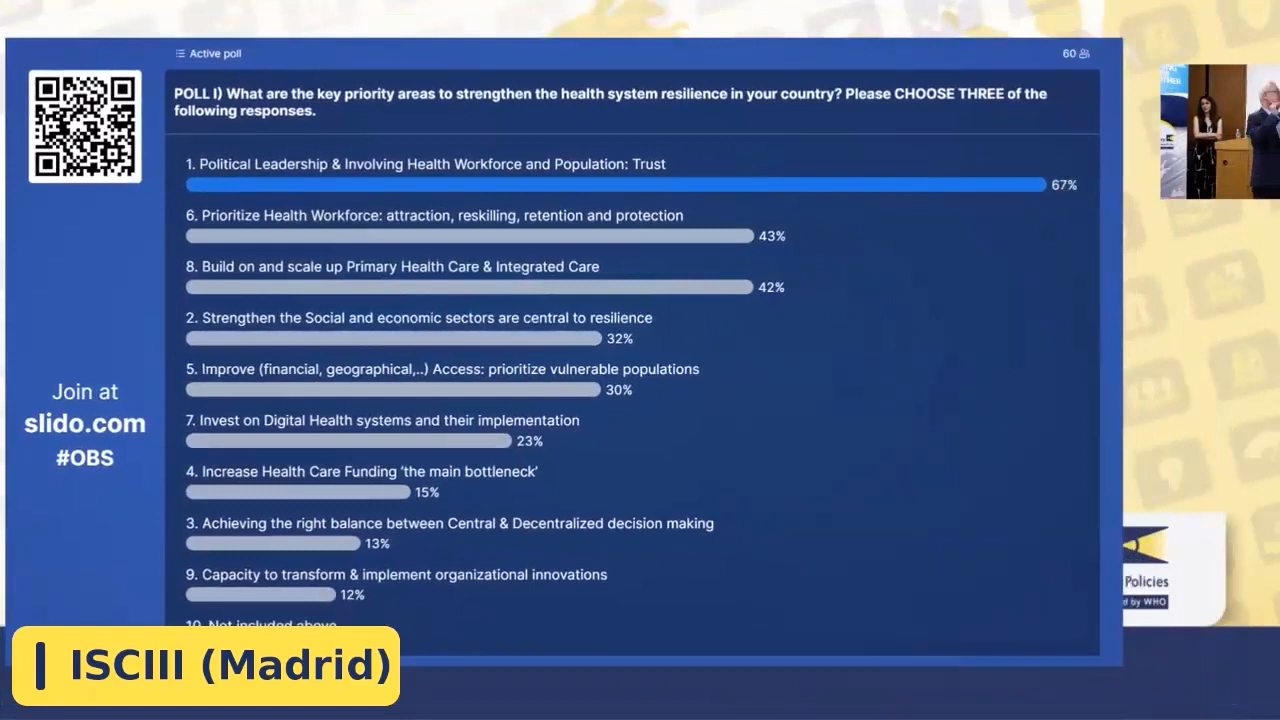 Active poll
60
POLL I) What are the key priority areas to strengthen the health system resilience in your country? Please CHOOSE THREE of the
following responses.
1. Political Leadership & Involving Health Workforce and Population: Trust
67%
6. Prioritize Health Workforce: attraction, reskilling, retention and protection
43%
8. Build on and scale up Primary Health Care & Integrated Care
42%
2. Strengthen the Social and economic sectors are central to resilience
32%
5. Improve (financial, geographical,..) Access: prioritize vulnerable populations
30%
7. Invest on Digital Health systems and their implementation
23%
4. Increase Health Care Funding ‘the main bottleneck’
15%
3. Achieving the right balance between Central & Decentralized decision making
13%
9. Capacity to transform & implement organizational innovations
12%
10. Not included above
Join at
slido.com
#OBS
Policies
d by WHO
ISCIII (Madrid)